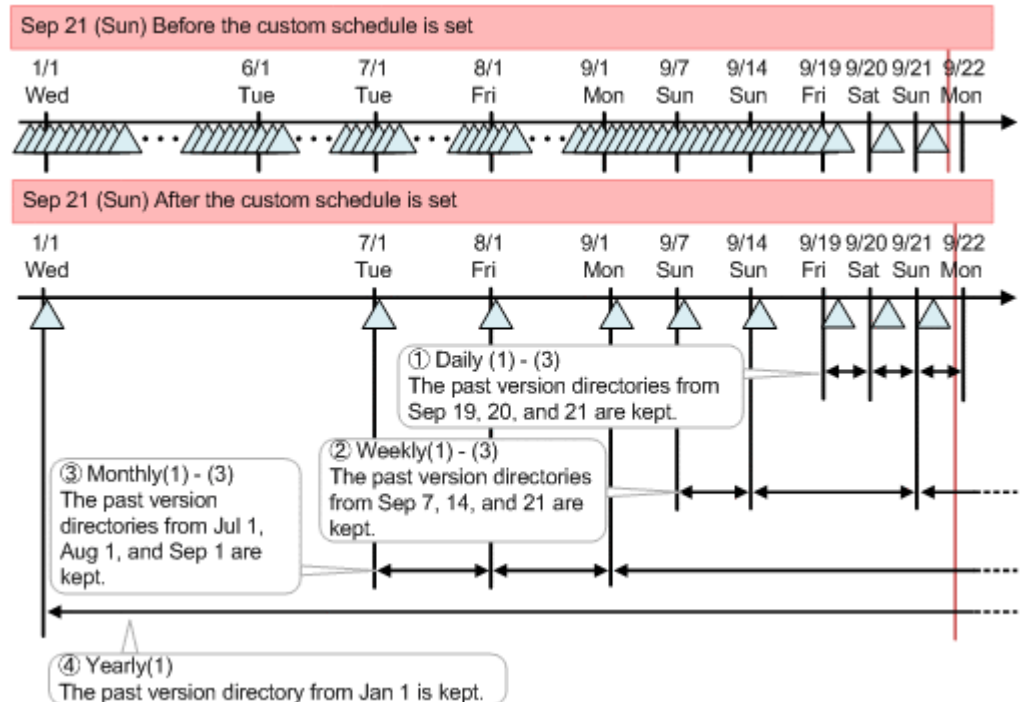 Sep 21 (Sun) Before the custom schedule is set
1/1 6/1 7/1 8/1 9/1 9/7 9/14 9/19 9/20 9/21 9/22
Wed Tue Tue Fri Mon Sun Sun Fri Sat Sun Mon
Sep 21 (Sun) After the custom schedule is set
1/1 7/1 8/1 9/1 9/7 9/14 9/19 9/20 9/21 9/22
Wed Tue Fri Mon Sun Sun Fri Sat Sun Mon
① Daily (1) - (3)
The past version directories from
Sep 19, 20, and 21 are kept.
② Weekly(1) - (3)
The past version directories
from Sep 7, 14, and 21 are
kept.
③ Monthly(1) - (3)
The past version
directories from Jul 1,
Aug 1, and Sep 1 are
kept.
④ Yearly(1)
The past version directory from Jan 1 is kept.